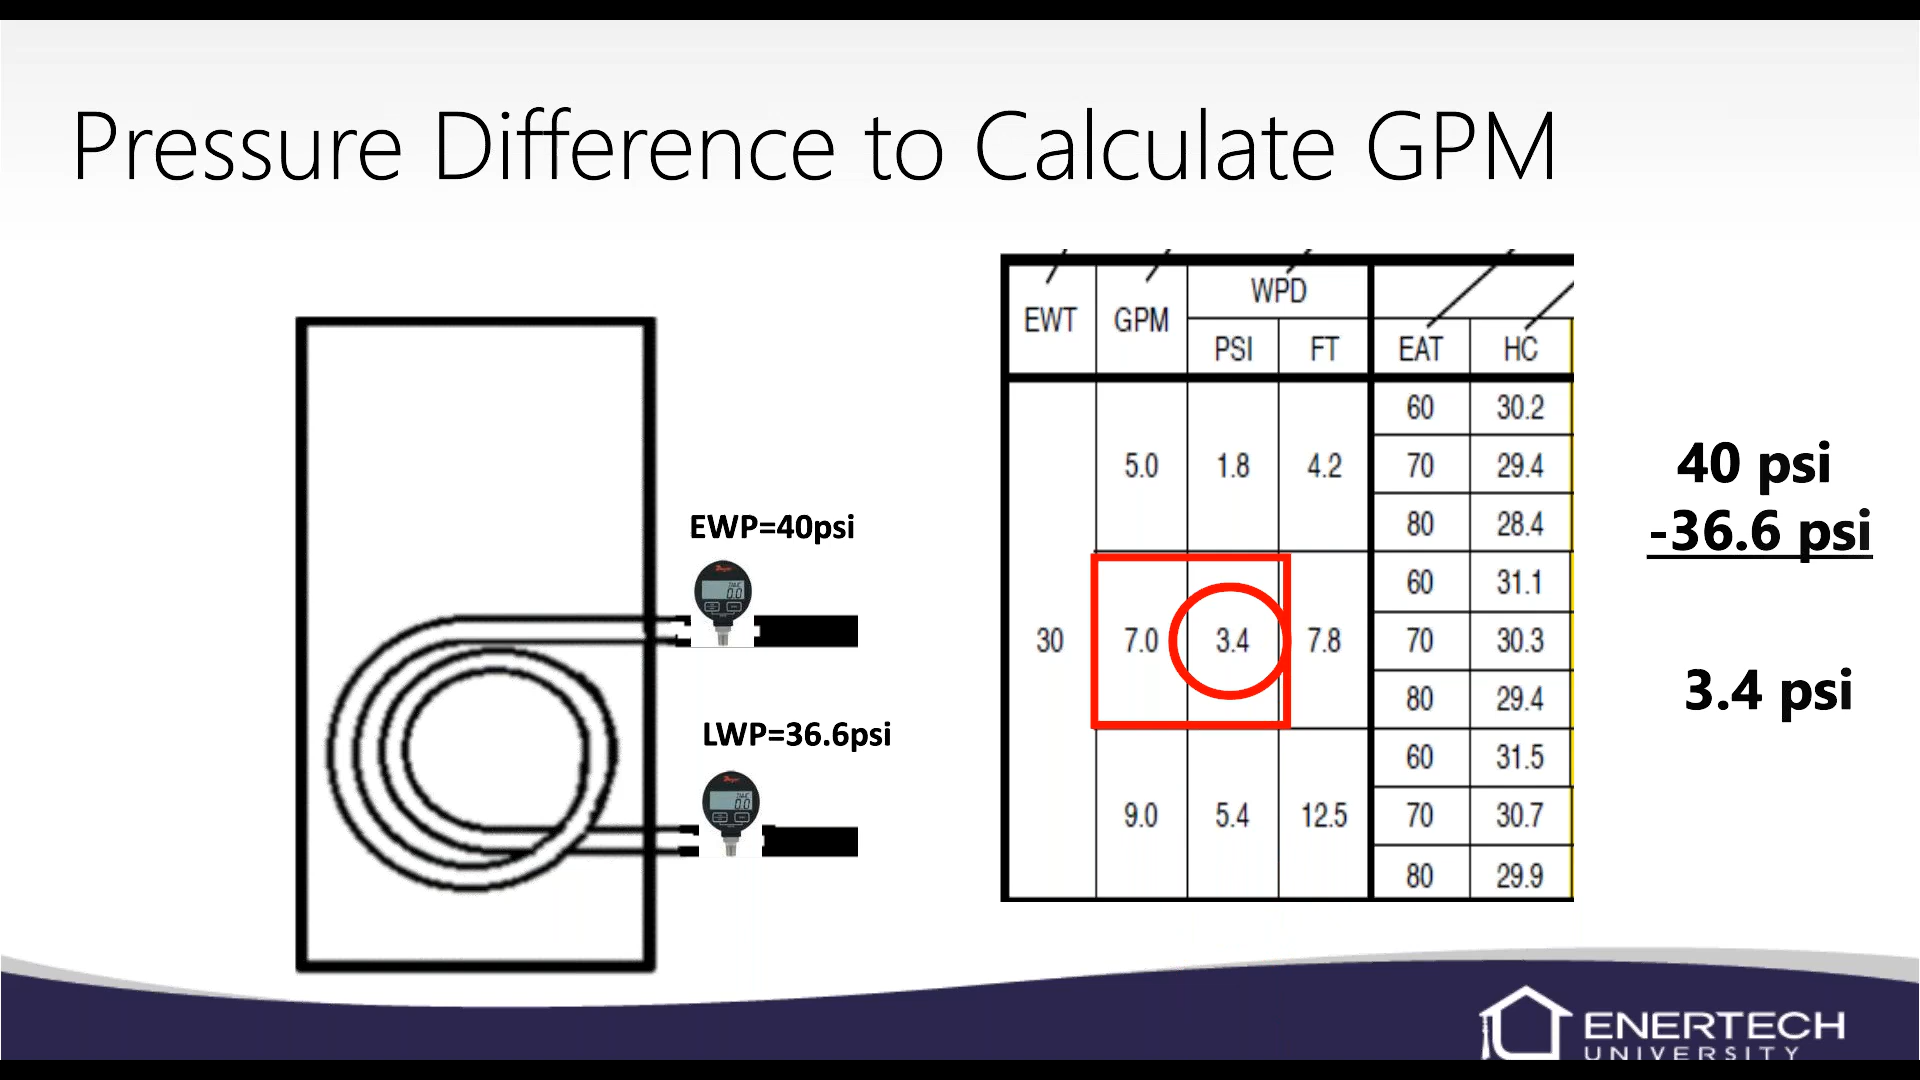 Pressure Difference to Calculate GPM
EWP=40psi
LWP=36.6psi
EWT GPM WPD
PSI FT EAT HC
60 30.2
5.0 1.8 4.2 70 29.4
80 28.4
60 31.1
30 7.0 3.4 7.8 70 30.3
80 29.4
60 31.5
9.0 5.4 12.5 70 30.7
80 29.9
40 psi
-36.6 psi
3.4 psi
ENERTECH
UNIVERSITY